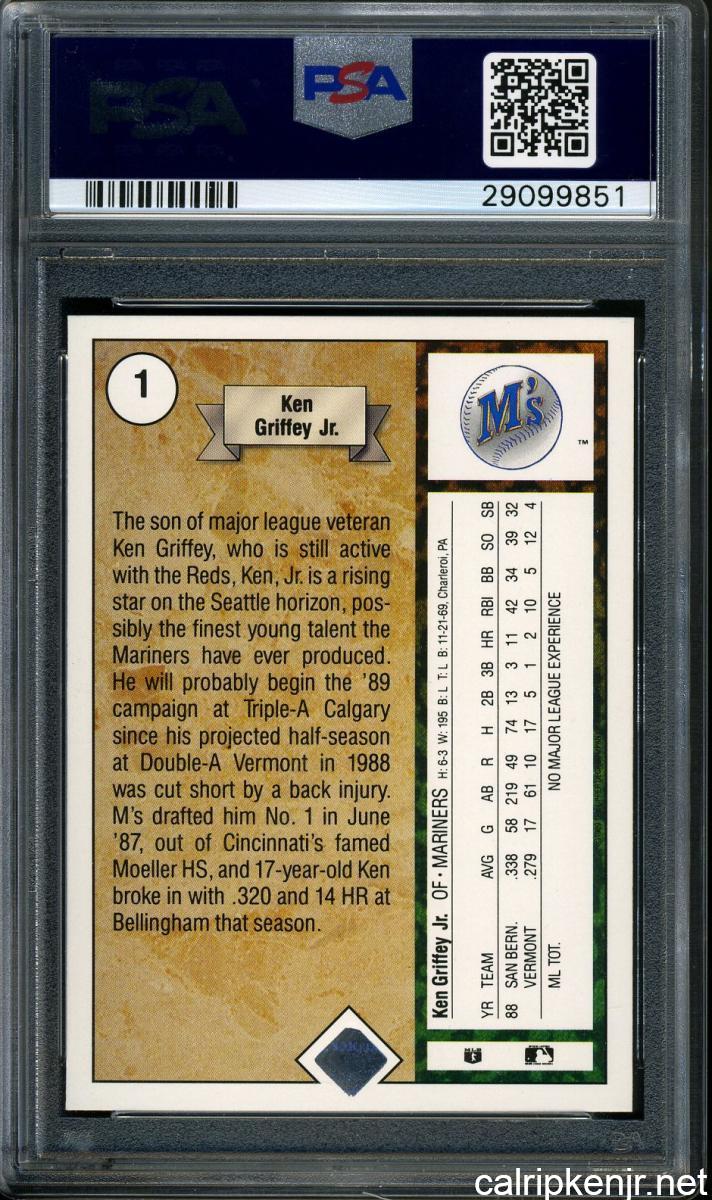 PSA
PSA
29099851
1
Ken
Griffey Jr.
M's
TM
The son of major league veteran
Ken Griffey, who is still active
with the Reds, Ken, Jr. is a rising
star on the Seattle horizon, pos-
sibly the finest young talent the
Mariners have ever produced.
He will probably begin the '89
campaign at Triple-A Calgary
since his projected half-season
at Double-A Vermont in 1988
was cut short by a back injury.
M's drafted him No. 1 in June
'87, out of Cincinnati's famed
Moeller HS, and 17-year-old Ken
broke in with .320 and 14 HR at
Bellingham that season.
Ken Griffey Jr. OF • MARINERS H: 6-3 W: 195 B: L T: L B: 11-21-69, Charleroi, PA
YR TEAM AVG G AB R H 2B 3B HR RBI BB SO SB
88 SAN BERN. .338 58 219 49 74 13 3 11 42 34 39 32
VERMONT .279 17 61 10 17 5 1 2 10 5 12 4
ML TOT. NO MAJOR LEAGUE EXPERIENCE
calripkenjr.net